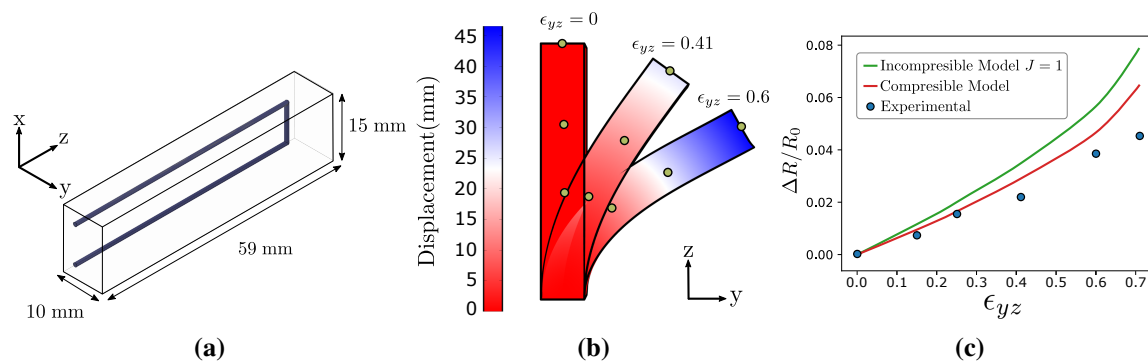 x
z
y
15 mm
59 mm
10 mm
(a)
Displacement(mm)
45
40
35
30
25
20
15
10
5
0
ϵyz = 0
ϵyz = 0.41
ϵyz = 0.6
z
y
(b)
ΔR/R0
0.08
0.06
0.04
0.02
0.00
Incompresible Model J = 1
Compresible Model
Experimental
0.0 0.1 0.2 0.3 0.4 0.5 0.6 0.7
ϵyz
(c)